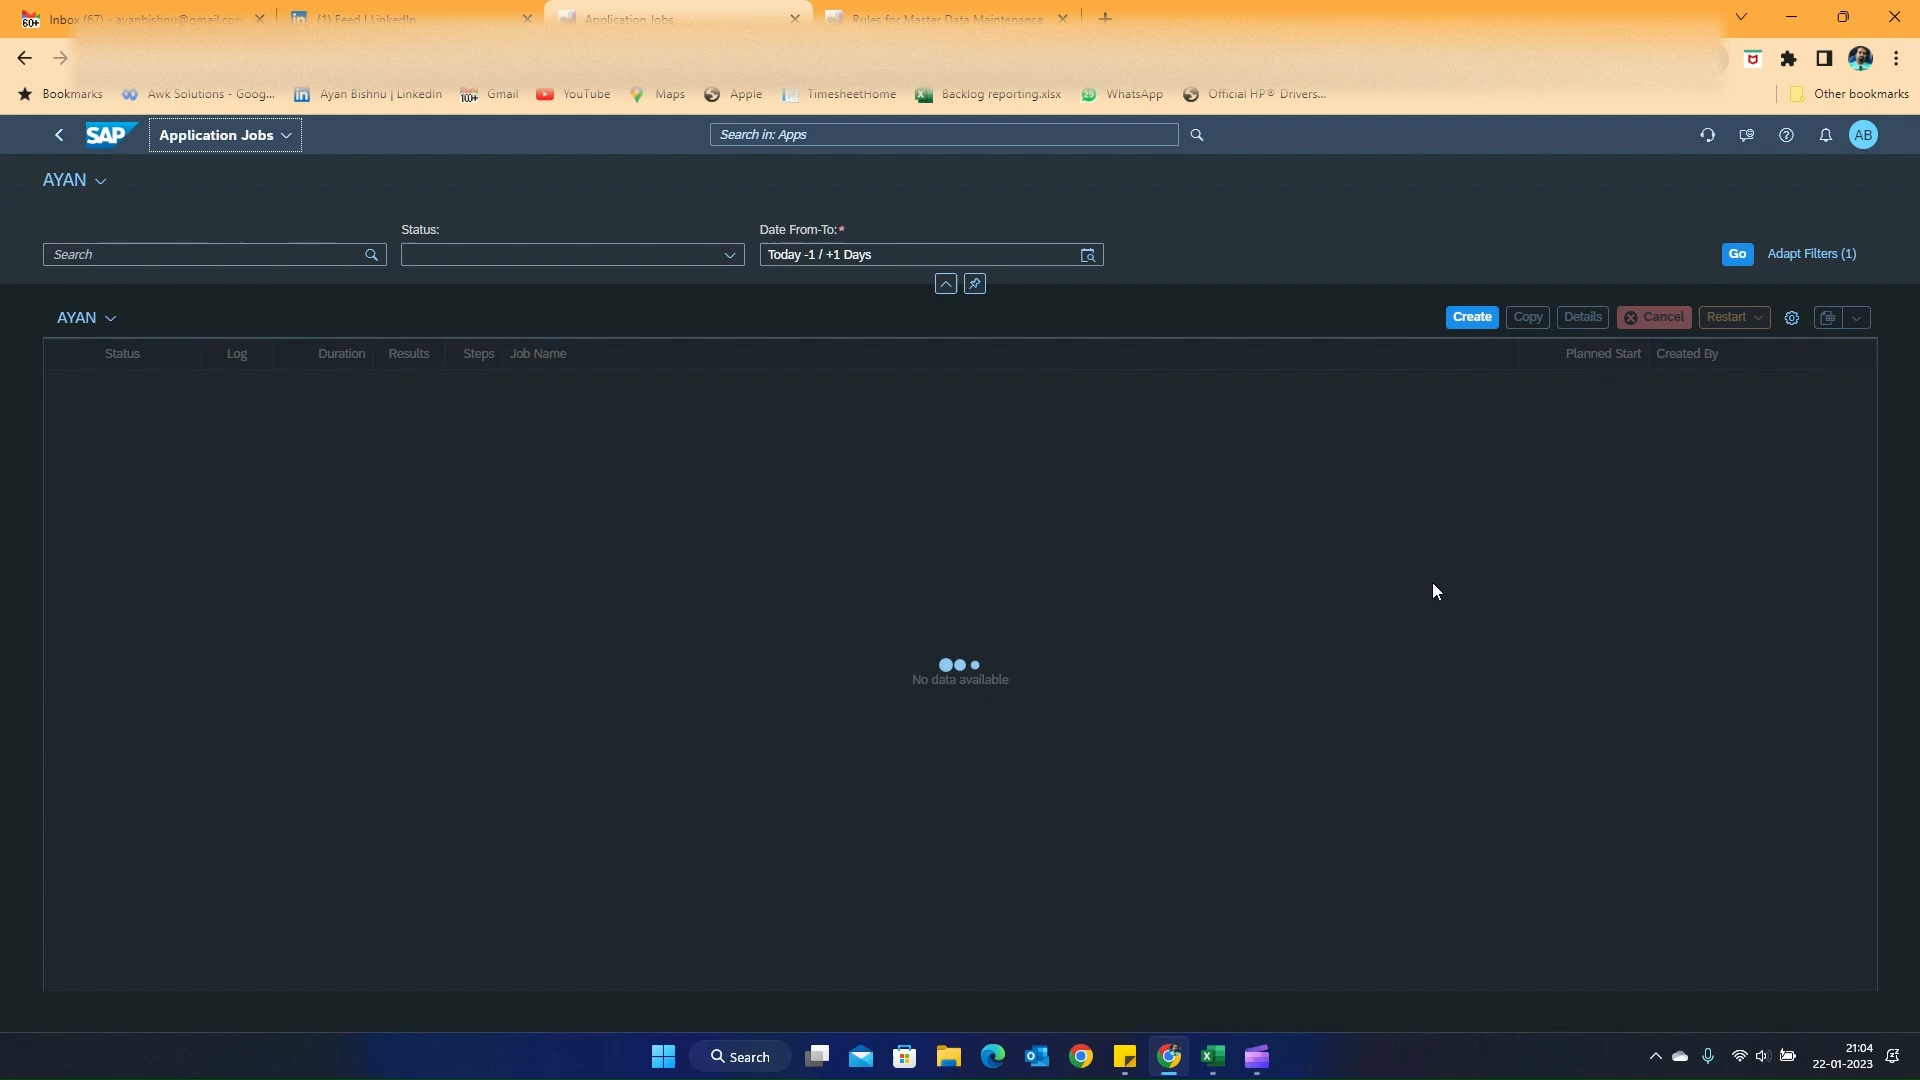 Inbox (67) - ayanbishnu@gmail.com
(1) Feed | LinkedIn
Application Jobs
Rules for Master Data Maintenance
Bookmarks
Awk Solutions - Goog...
Ayan Bishnu | LinkedIn
Gmail
YouTube
Maps
Apple
TimesheetHome
Backlog reporting.xlsx
WhatsApp
Official HP® Drivers...
Other bookmarks
SAP
Application Jobs
Search in: Apps
AB
AYAN
Status:
Date From-To:*
Search
Today -1 / +1 Days
Go
Adapt Filters (1)
AYAN
Create
Copy
Details
Cancel
Restart
Status
Log
Duration
Results
Steps
Job Name
Planned Start
Created By
No data available
Search
21:04
22-01-2023